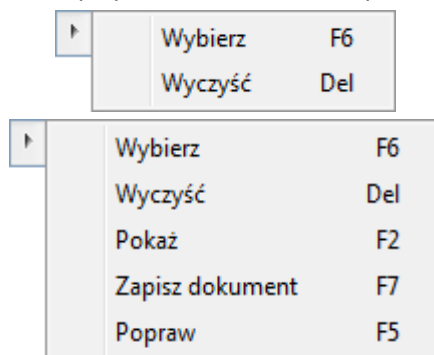 Wybierz F6
Wyczyść Del
Wybierz F6
Wyczyść Del
Pokaż F2
Zapisz dokument F7
Popraw F5